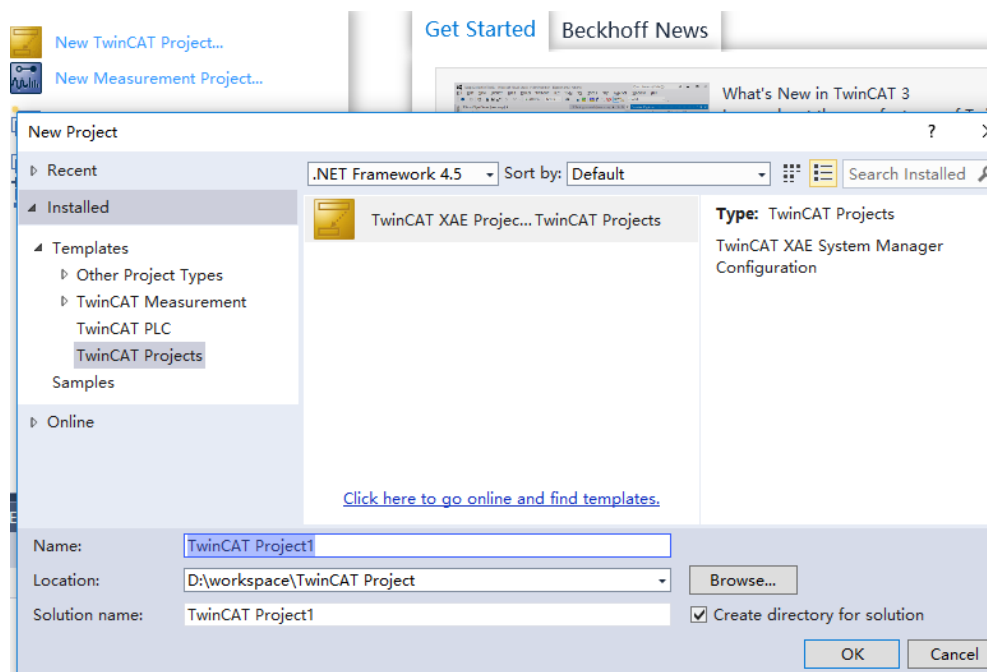 New TwinCAT Project...
New Measurement Project...
Get Started
Beckhoff News
What's New in TwinCAT 3
New Project
?
Recent
Installed
Templates
Other Project Types
TwinCAT Measurement
TwinCAT PLC
TwinCAT Projects
Samples
Online
.NET Framework 4.5
Sort by:
Default
Search Installed
TwinCAT XAE Projec... TwinCAT Projects
Type: TwinCAT Projects
TwinCAT XAE System Manager
Configuration
Click here to go online and find templates.
Name:
TwinCAT Project1
Location:
D:\workspace\TwinCAT Project
Browse...
Solution name:
TwinCAT Project1
Create directory for solution
OK
Cancel